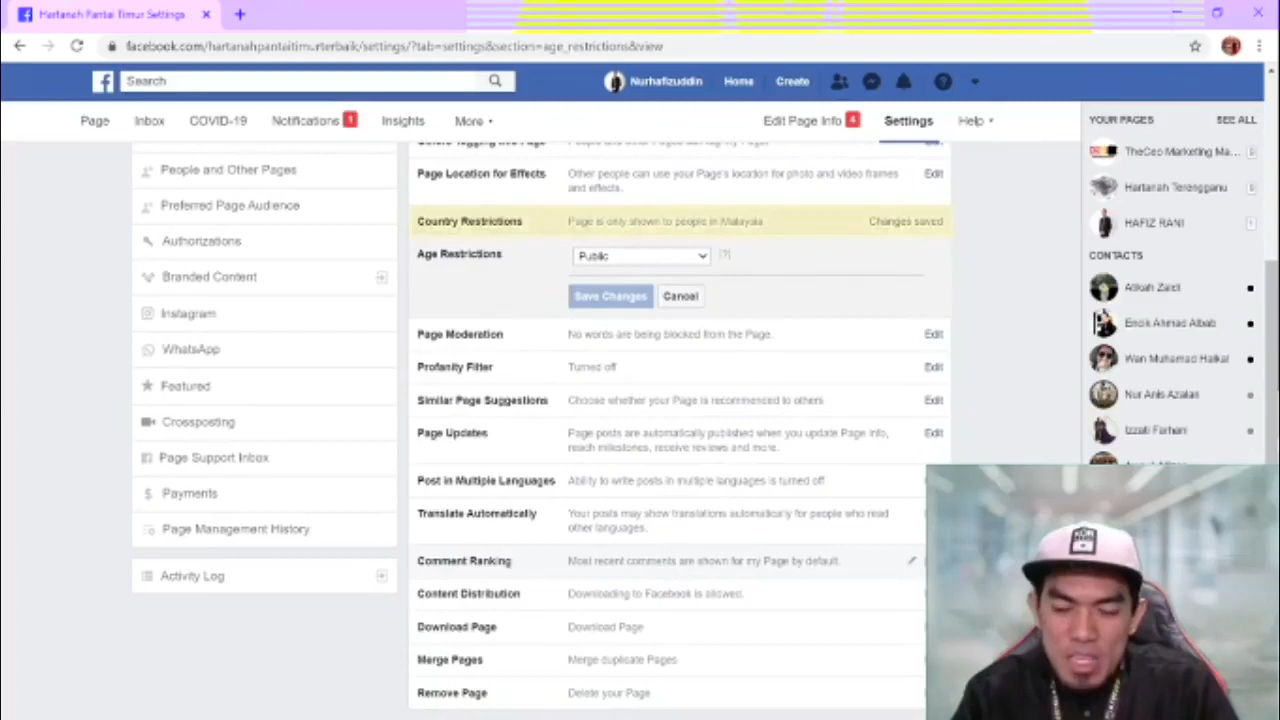 Hartanah Pantai Timur Settings
facebook.com/hartanahpantaitimurterbaik/settings/?tab=settings&section=age_restrictions&view
Search
Nurhafizuddin
Home
Create
Page
Inbox
COVID-19
Notifications 1
Insights
More
Edit Page Info 4
Settings
Help
People and Other Pages
Preferred Page Audience
Authorizations
Branded Content
Instagram
WhatsApp
Featured
Crossposting
Page Support Inbox
Payments
Page Management History
Activity Log
Page Location for Effects
Other people can use your Page's location for photo and video frames
and effects.
Edit
Country Restrictions
Page is only shown to people in Malaysia
Changes saved
Age Restrictions
Public
[?]
Save Changes
Cancel
Page Moderation
No words are being blocked from the Page.
Edit
Profanity Filter
Turned off
Edit
Similar Page Suggestions
Choose whether your Page is recommended to others
Edit
Page Updates
Page posts are automatically published when you update Page info,
reach milestones, receive reviews and more.
Edit
Post in Multiple Languages
Ability to write posts in multiple languages is turned off
Translate Automatically
Your posts may show translations automatically for people who read
other languages.
Comment Ranking
Most recent comments are shown for my Page by default.
Content Distribution
Downloading to Facebook is allowed.
Download Page
Download Page
Merge Pages
Merge duplicate Pages
Remove Page
Delete your Page
YOUR PAGES
SEE ALL
TheCeo Marketing Ma...
Hartanah Terengganu
HAFIZ RANI
CONTACTS
Atikah Zaidi
Encik Ahmad Albab
Wan Muhamad Haikal
Nur Anis Azalan
Izzati Farhani